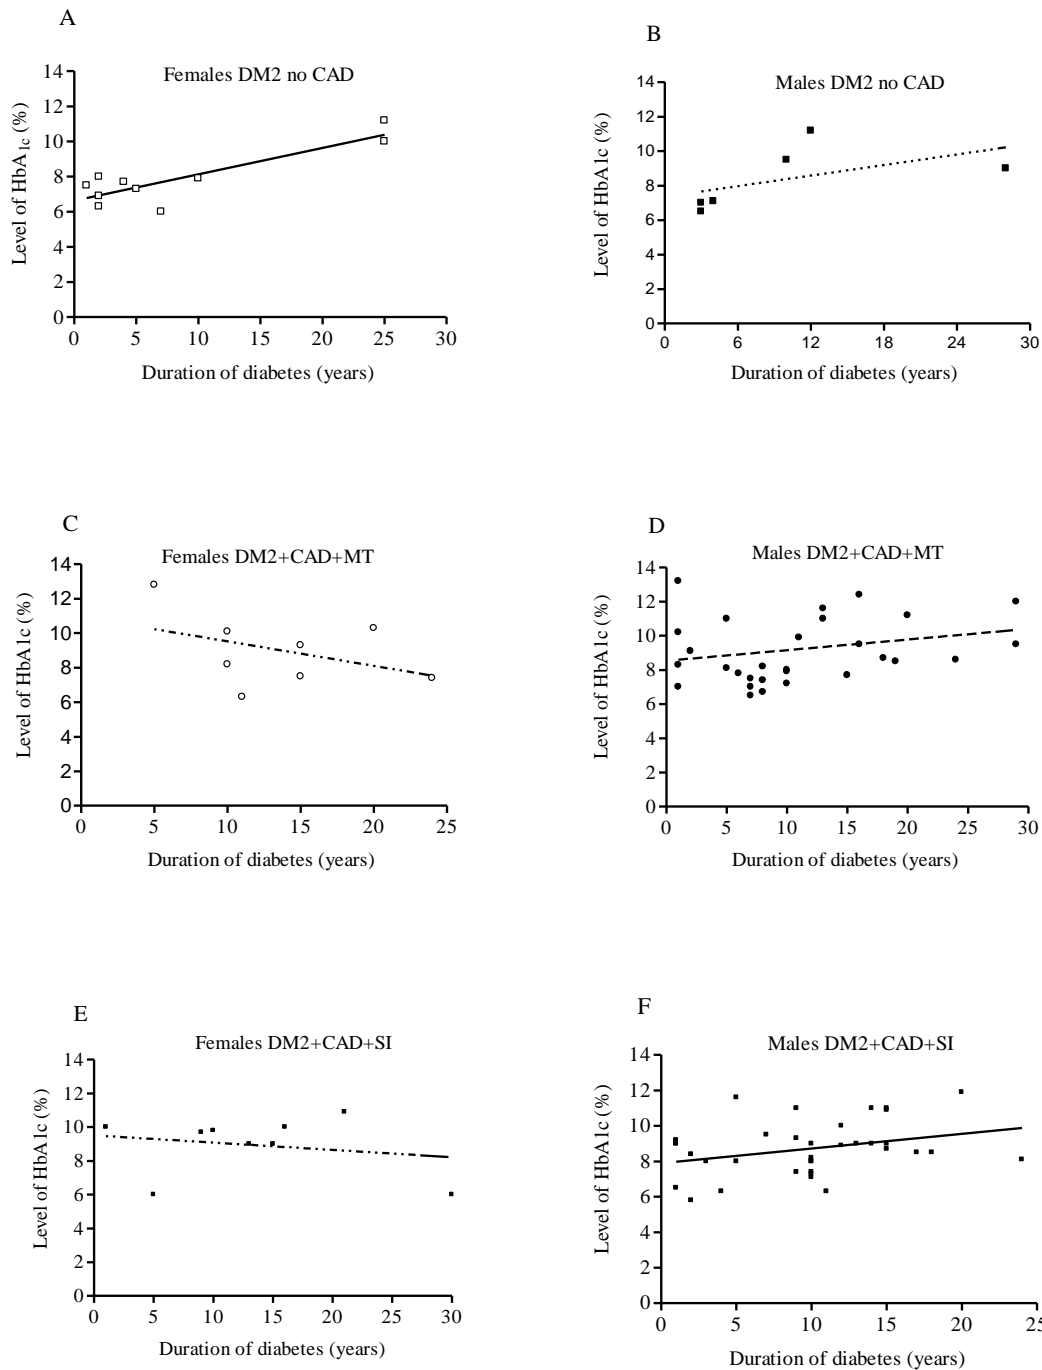 A
Females DM2 no CAD
Level of HbA1c (%)
14
12
10
8
6
4
2
0
0 5 10 15 20 25 30
Duration of diabetes (years)
B
Males DM2 no CAD
Level of HbA1c (%)
14
12
10
8
6
4
2
0
0 6 12 18 24 30
Duration of diabetes (years)
C
Females DM2+CAD+MT
Level of HbA1c (%)
14
12
10
8
6
4
2
0
0 5 10 15 20 25
Duration of diabetes (years)
D
Males DM2+CAD+MT
Level of HbA1c (%)
14
12
10
8
6
4
2
0
0 5 10 15 20 25 30
Duration of diabetes (years)
E
Females DM2+CAD+SI
Level of HbA1c (%)
14
12
10
8
6
4
2
0
0 5 10 15 20 25 30
Duration of diabetes (years)
F
Males DM2+CAD+SI
Level of HbA1c (%)
14
12
10
8
6
4
2
0
0 5 10 15 20 25
Duration of diabetes (years)